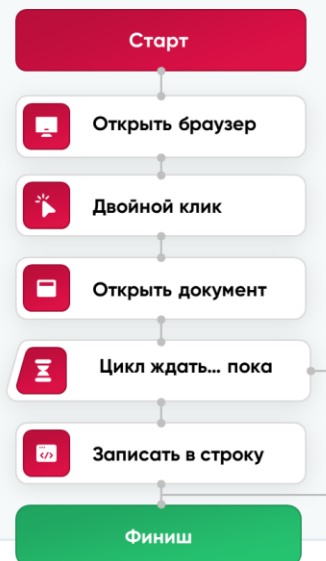 Старт
Открыть браузер
Двойной клик
Открыть документ
Цикл ждать... пока
Записать в строку
Финиш